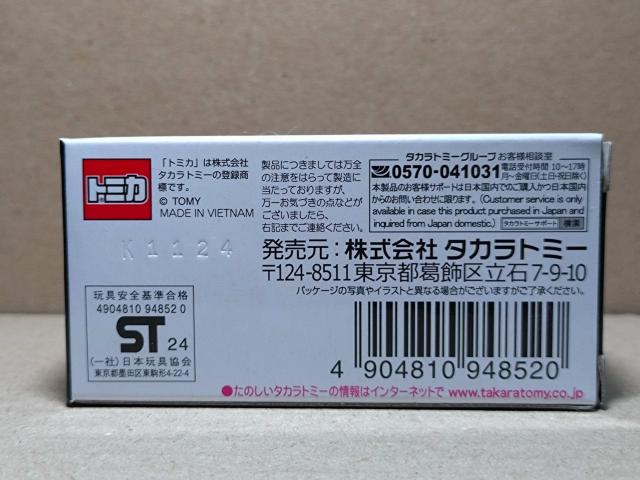 トミカ
「トミカ」は株式会社
タカラトミーの登録商
標です。
© TOMY
MADE IN VIETNAM
K1124
製品につきましては万全
の注意をはらって製造に
当たっておりますが、
万一お気づきの点などが
ございましたら、
右記までご連絡ください。
タカラトミーグループお客様相談室
0570-041031
電話受付時間 10〜17時
月〜金曜日(土・日・祝日除く)
本製品のお客様サポートは日本国内でのご購入かつ日本国
内からのお問い合わせに限ります。(Customer service is only
available in case this product purchased in Japan and
inquired from Japan domestic.) タカラトミーサポート 検索
発売元:株式会社 タカラトミー
〒124-8511東京都葛飾区立石7-9-10
パッケージの写真やイラストと異なる場合がございますがご了承ください。
玩具安全基準合格
4904810 94852 0
ST 24
(一社)日本玩具協会
東京都墨田区東駒形4-22-4
4 904810 948520
●たのしいタカラトミーの情報はインターネットで www.takaratomy.co.jp